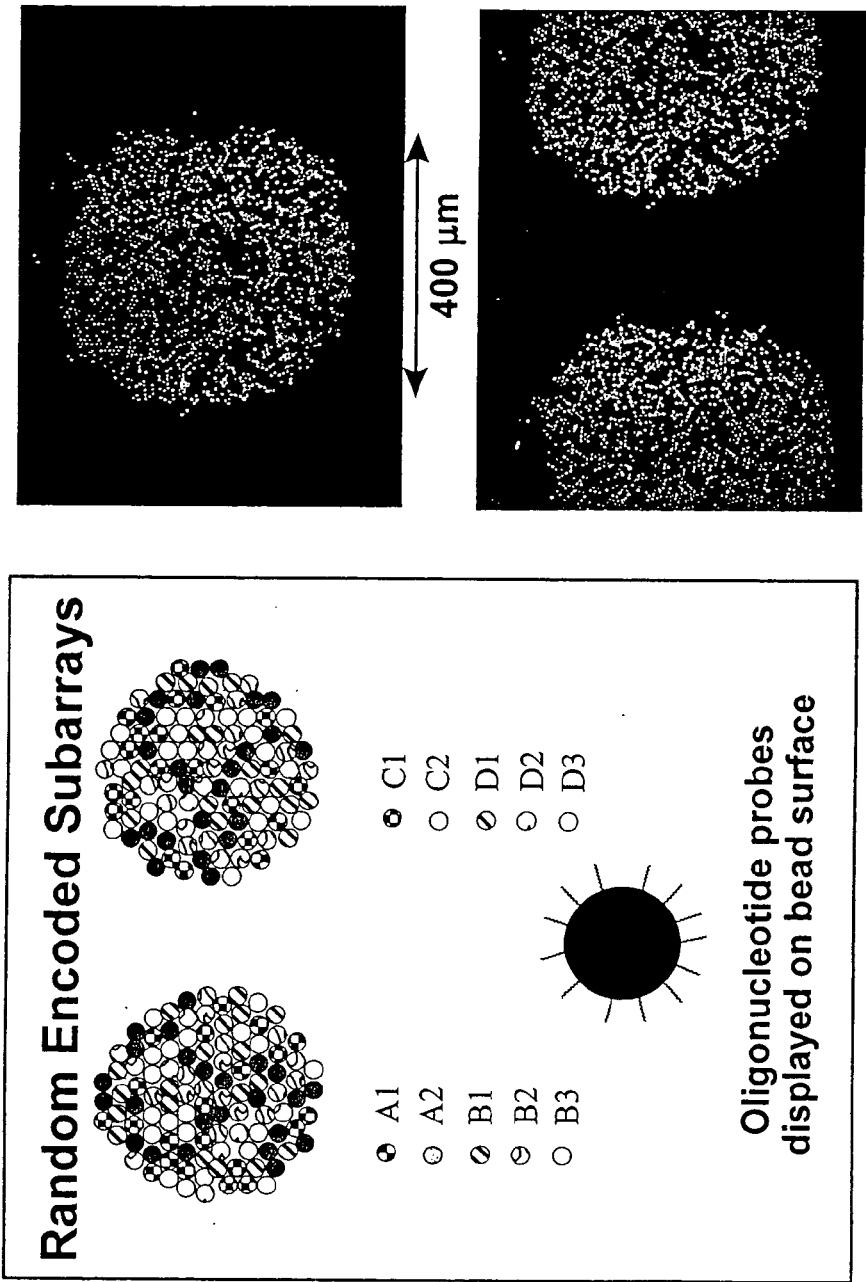 Random Encoded Subarrays
A1
A2
B1
B2
B3
C1
C2
D1
D2
D3
Oligonucleotide probes
displayed on bead surface
400 μm